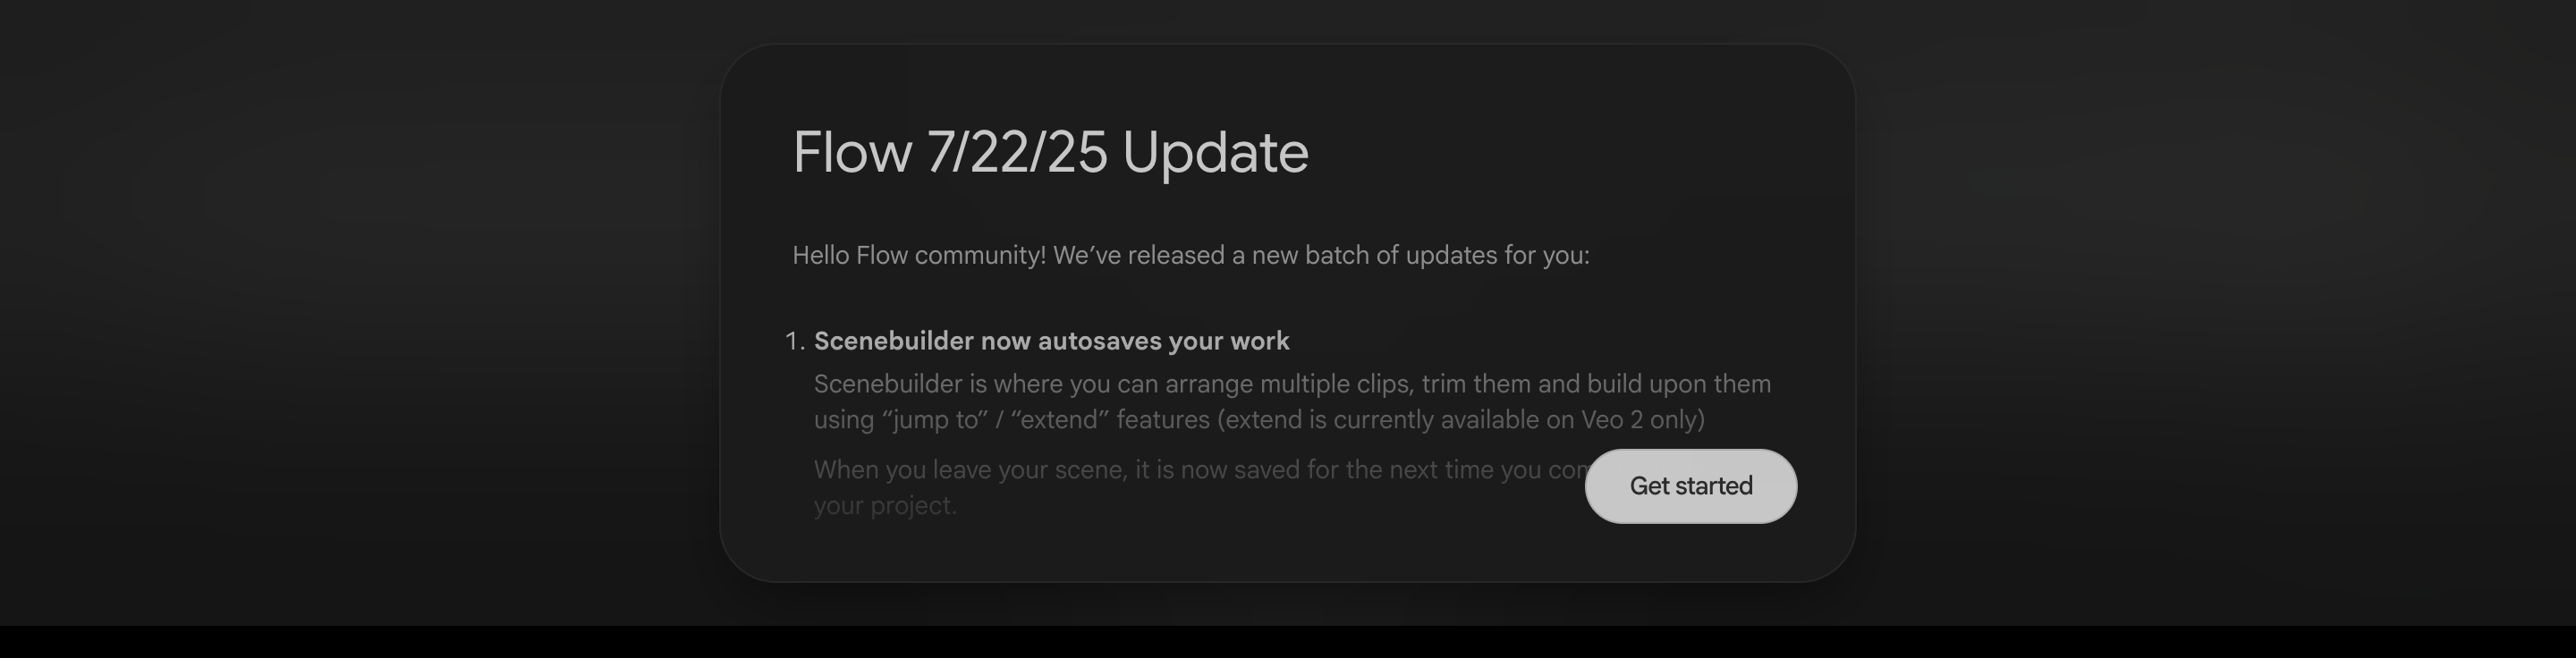 Flow 7/22/25 Update
Hello Flow community! We’ve released a new batch of updates for you:
1. Scenebuilder now autosaves your work
Scenebuilder is where you can arrange multiple clips, trim them and build upon them
using “jump to” / “extend” features (extend is currently available on Veo 2 only)
When you leave your scene, it is now saved for the next time you
your project.
Get started